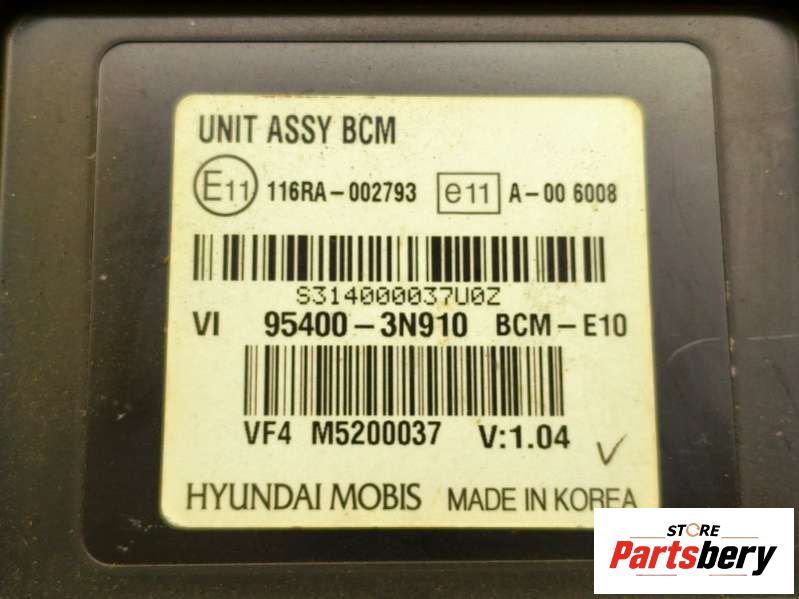 UNIT ASSY BCM
E11 116RA-002793 e11 A-00 6008
S314000037U0Z
VI 95400-3N910 BCM-E10
VF4 M5200037 V:1.04
HYUNDAI MOBIS MADE IN KOREA
STORE
Partsbery